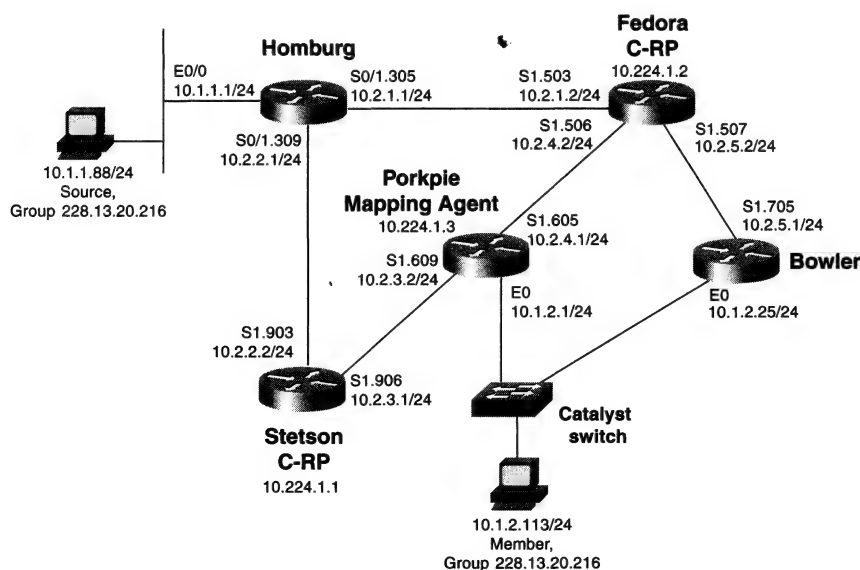 Homburg
Fedora
C-RP
10.224.1.2
E0/0
10.1.1.1/24
S0/1.305
10.2.1.1/24
S1.503
10.2.1.2/24
S0/1.309
10.2.2.1/24
S1.506
10.2.4.2/24
S1.507
10.2.5.2/24
10.1.1.88/24
Source,
Group 228.13.20.216
Porkpie
Mapping Agent
10.224.1.3
S1.605
10.2.4.1/24
S1.705
10.2.5.1/24
Bowler
S1.609
10.2.3.2/24
E0
10.1.2.1/24
E0
10.1.2.25/24
S1.903
10.2.2.2/24
S1.906
10.2.3.1/24
Stetson
C-RP
10.224.1.1
Catalyst
switch
10.1.2.113/24
Member,
Group 228.13.20.216